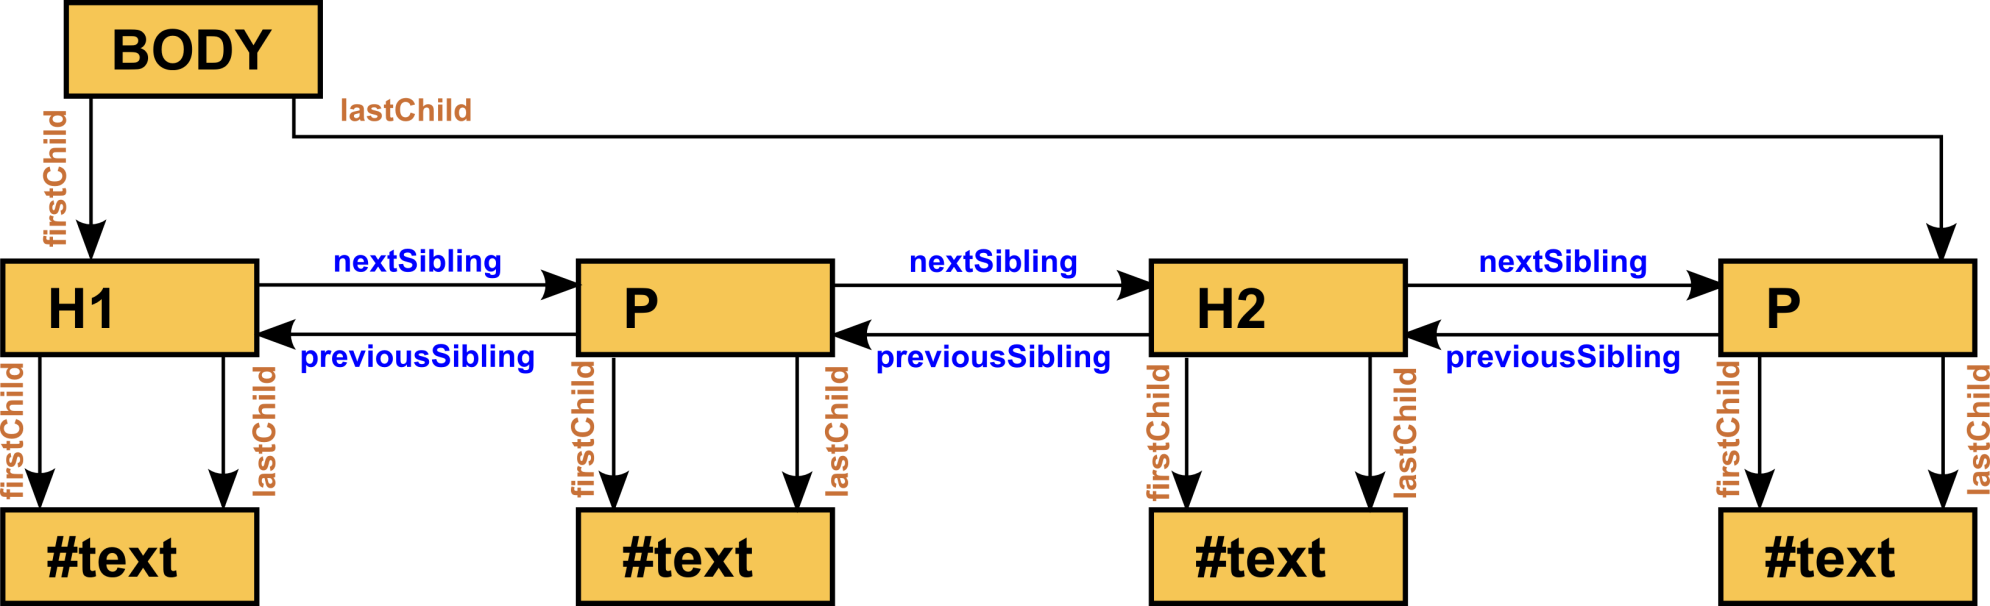 BODY
lastChild
firstChild
nextSibling
nextSibling
nextSibling
H1
P
H2
P
previousSibling
previousSibling
previousSibling
firstChild
lastChild
firstChild
lastChild
firstChild
lastChild
firstChild
lastChild
#text
#text
#text
#text